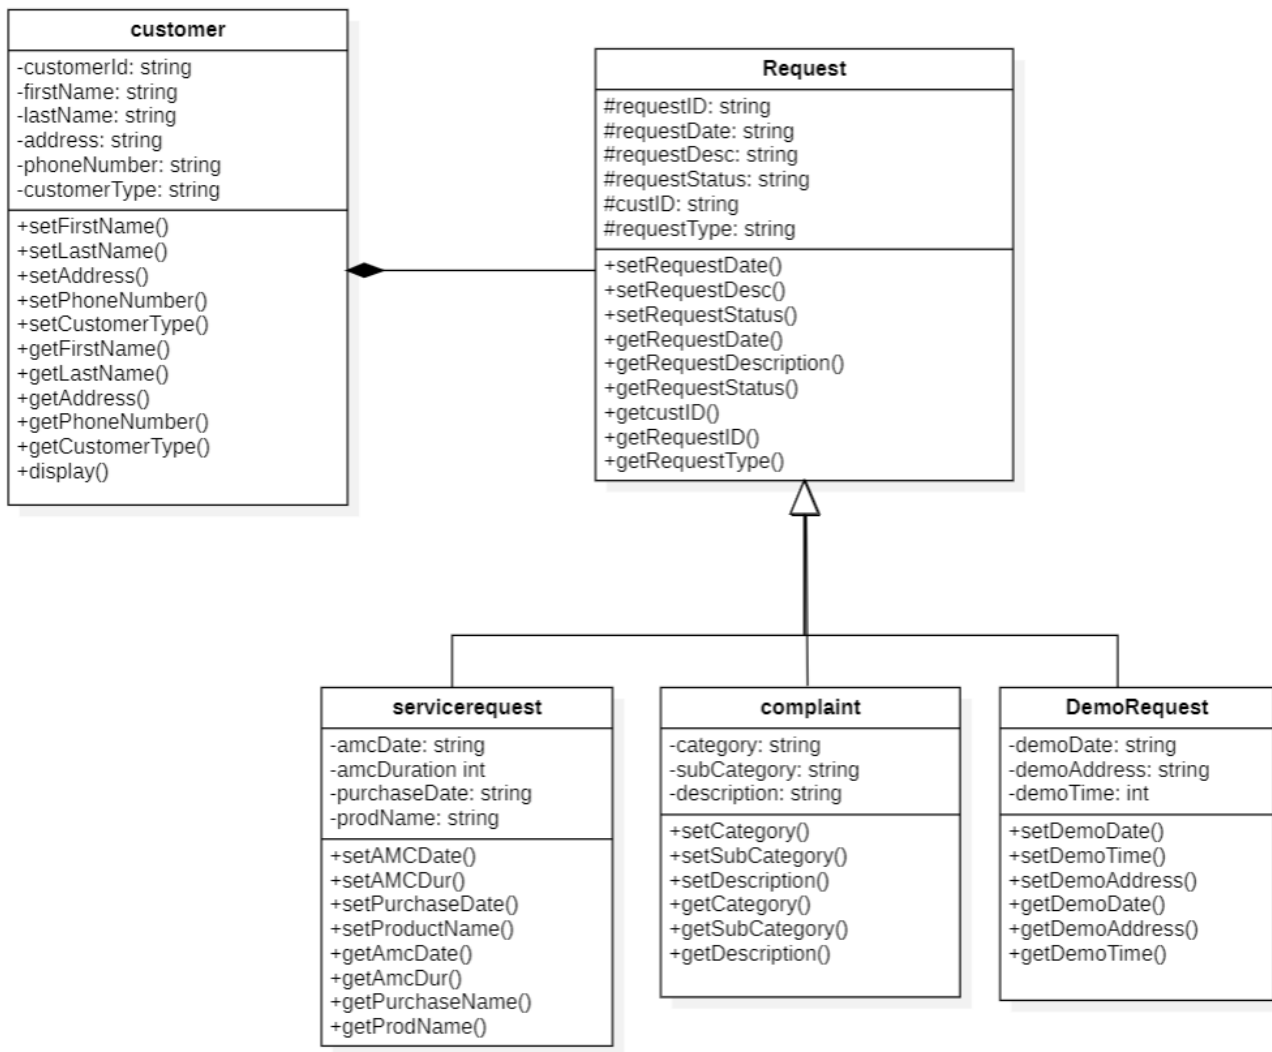 customer
-customerId: string
-firstName: string
-lastName: string
-address: string
-phoneNumber: string
-customerType: string
+setFirstName()
+setLastName()
+setAddress()
+setPhoneNumber()
+setCustomerType()
+getFirstName()
+getLastName()
+getAddress()
+getPhoneNumber()
+getCustomerType()
+display()
Request
#requestID: string
#requestDate: string
#requestDesc: string
#requestStatus: string
#custID: string
#requestType: string
+setRequestDate()
+setRequestDesc()
+setRequestStatus()
+getRequestDate()
+getRequestDescription()
+getRequestStatus()
+getcustID()
+getRequestID()
+getRequestType()
servicerequest
-amcDate: string
-amcDuration int
-purchaseDate: string
-prodName: string
+setAMCDate()
+setAMCDur()
+setPurchaseDate()
+setProductName()
+getAmcDate()
+getAmcDur()
+getPurchaseName()
+getProdName()
complaint
-category: string
-subCategory: string
-description: string
+setCategory()
+setSubCategory()
+setDescription()
+getCategory()
+getSubCategory()
+getDescription()
DemoRequest
-demoDate: string
-demoAddress: string
-demoTime: int
+setDemoDate()
+setDemoTime()
+setDemoAddress()
+getDemoDate()
+getDemoAddress()
+getDemoTime()